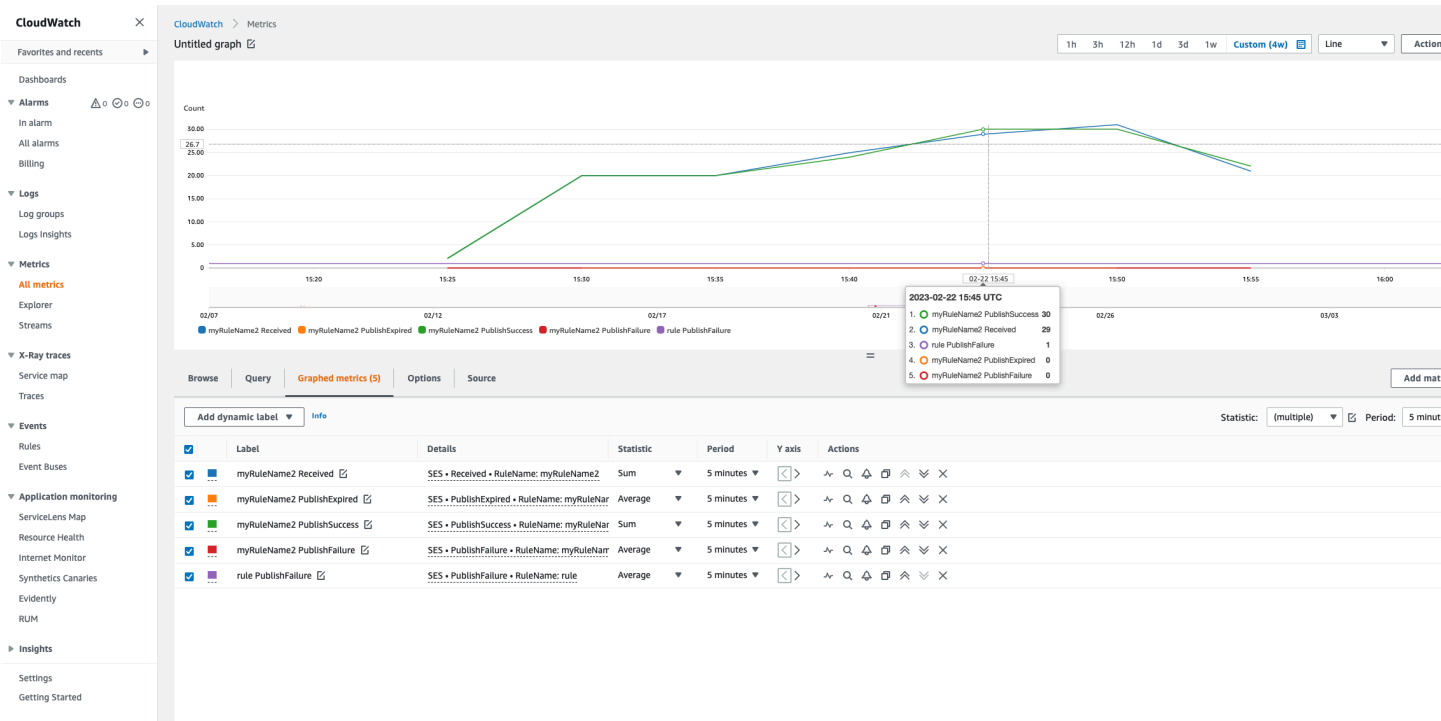 CloudWatch
Favorites and recents
Dashboards
Alarms 0 0 0
In alarm
All alarms
Billing
Logs
Log groups
Logs Insights
Metrics
All metrics
Explorer
Streams
X-Ray traces
Service map
Traces
Events
Rules
Event Buses
Application monitoring
ServiceLens Map
Resource Health
Internet Monitor
Synthetics Canaries
Evidently
RUM
Insights
Settings
Getting Started
CloudWatch > Metrics
Untitled graph
1h 3h 12h 1d 3d 1w Custom (4w) Line Action
Count
30.00
26.7
25.00
20.00
15.00
10.00
5.00
0
15:20 15:25 15:30 15:35 15:40 02-22 15:45 15:50 15:55 16:00
02/07 02/12 02/17 02/21 02/26 03/03
myRuleName2 Received myRuleName2 PublishExpired myRuleName2 PublishSuccess myRuleName2 PublishFailure rule PublishFailure
2023-02-22 15:45 UTC
1. myRuleName2 PublishSuccess 30
2. myRuleName2 Received 29
3. rule PublishFailure 1
4. myRuleName2 PublishExpired 0
5. myRuleName2 PublishFailure 0
Browse Query Graphed metrics (5) Options Source Add mat
Add dynamic label Info Statistic: (multiple) Period: 5 minut
Label Details Statistic Period Y axis Actions
myRuleName2 Received SES • Received • RuleName: myRuleName2 Sum 5 minutes
myRuleName2 PublishExpired SES • PublishExpired • RuleName: myRuleNar Average 5 minutes
myRuleName2 PublishSuccess SES • PublishSuccess • RuleName: myRuleNar Sum 5 minutes
myRuleName2 PublishFailure SES • PublishFailure • RuleName: myRuleNam Average 5 minutes
rule PublishFailure SES • PublishFailure • RuleName: rule Average 5 minutes